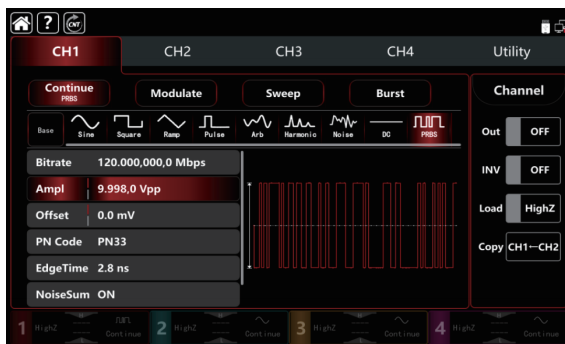 ? CNT
CH1 CH2 CH3 CH4 Utility
Continue PRBS Modulate Sweep Burst Channel
Base Sine Square Ramp Pulse Arb Harmonic Noise DC PRBS
Out OFF
Bitrate 120.000,000,0 Mbps
INV OFF
Ampl 9.998,0 Vpp
Offset 0.0 mV
Load HighZ
PN Code PN33
Copy CH1←CH2
EdgeTime 2.8 ns
NoiseSum ON
1 HighZ Continue 2 HighZ Continue 3 HighZ Continue 4 HighZ Continue